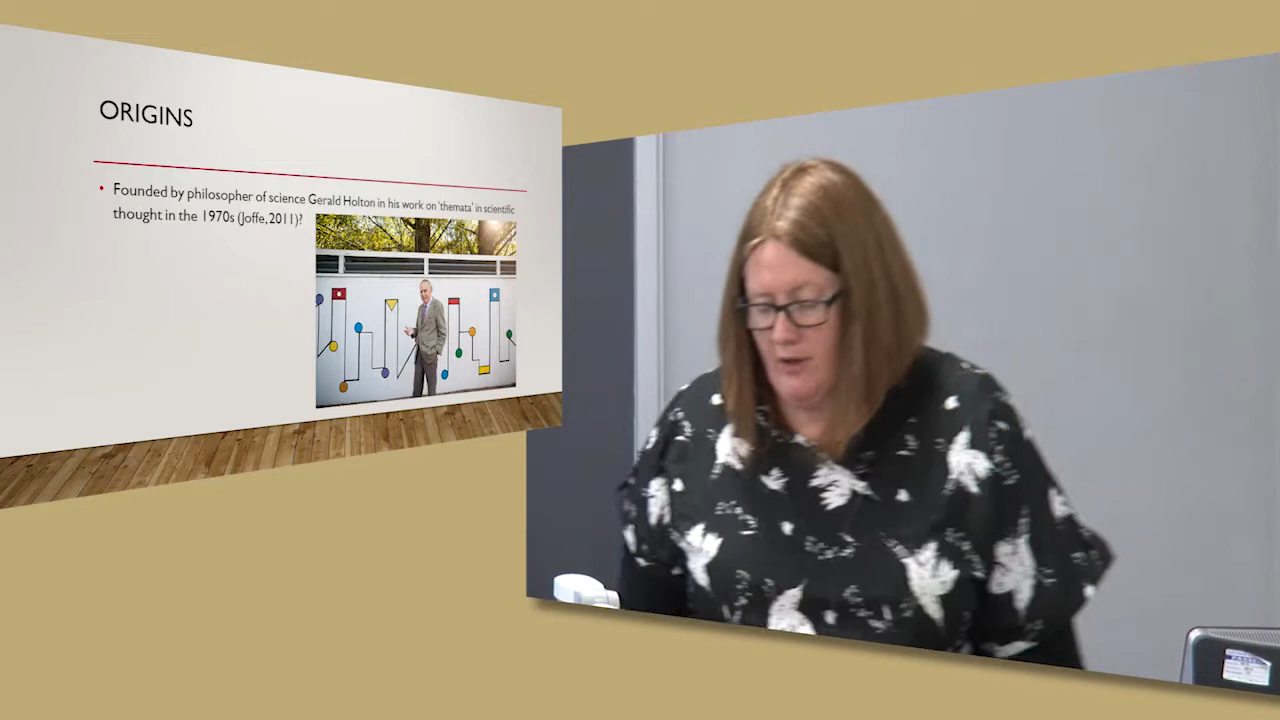 ORIGINS
• Founded by philosopher of science Gerald Holton in his work on 'themata' in scientific
thought in the 1970s (Joffe, 2011)?